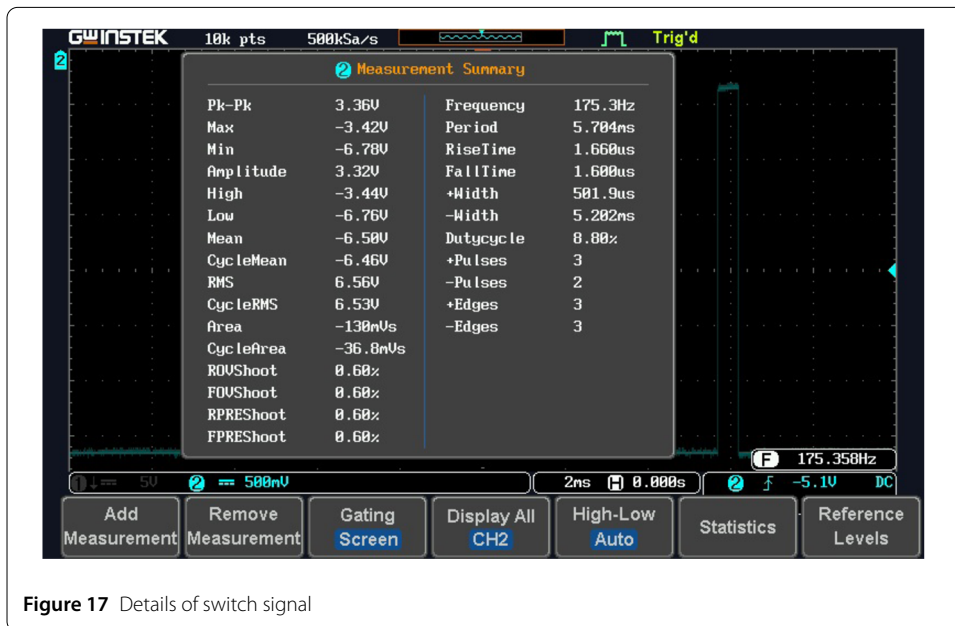 GWINSTEK 10k pts 500kSa/s Trig'd
2
2 Measurement Summary
Pk-Pk 3.36V Frequency 175.3Hz
Max -3.42V Period 5.704ms
Min -6.78V RiseTime 1.660us
Amplitude 3.32V FallTime 1.600us
High -3.44V +Width 501.9us
Low -6.76V -Width 5.202ms
Mean -6.50V Dutycycle 8.80%
CycleMean -6.46V +Pulses 3
RMS 6.56V -Pulses 2
CycleRMS 6.53V +Edges 3
Area -130mVs -Edges 3
CycleArea -36.8mVs
ROVShoot 0.60%
FOVShoot 0.60%
RPREShoot 0.60%
FPREShoot 0.60%
F 175.358Hz
1 5V 2 500mV 2ms H 0.000s 2 -5.1V DC
Add Measurement Remove Measurement Gating Screen Display All CH2 High-Low Auto Statistics Reference Levels
Figure 17 Details of switch signal